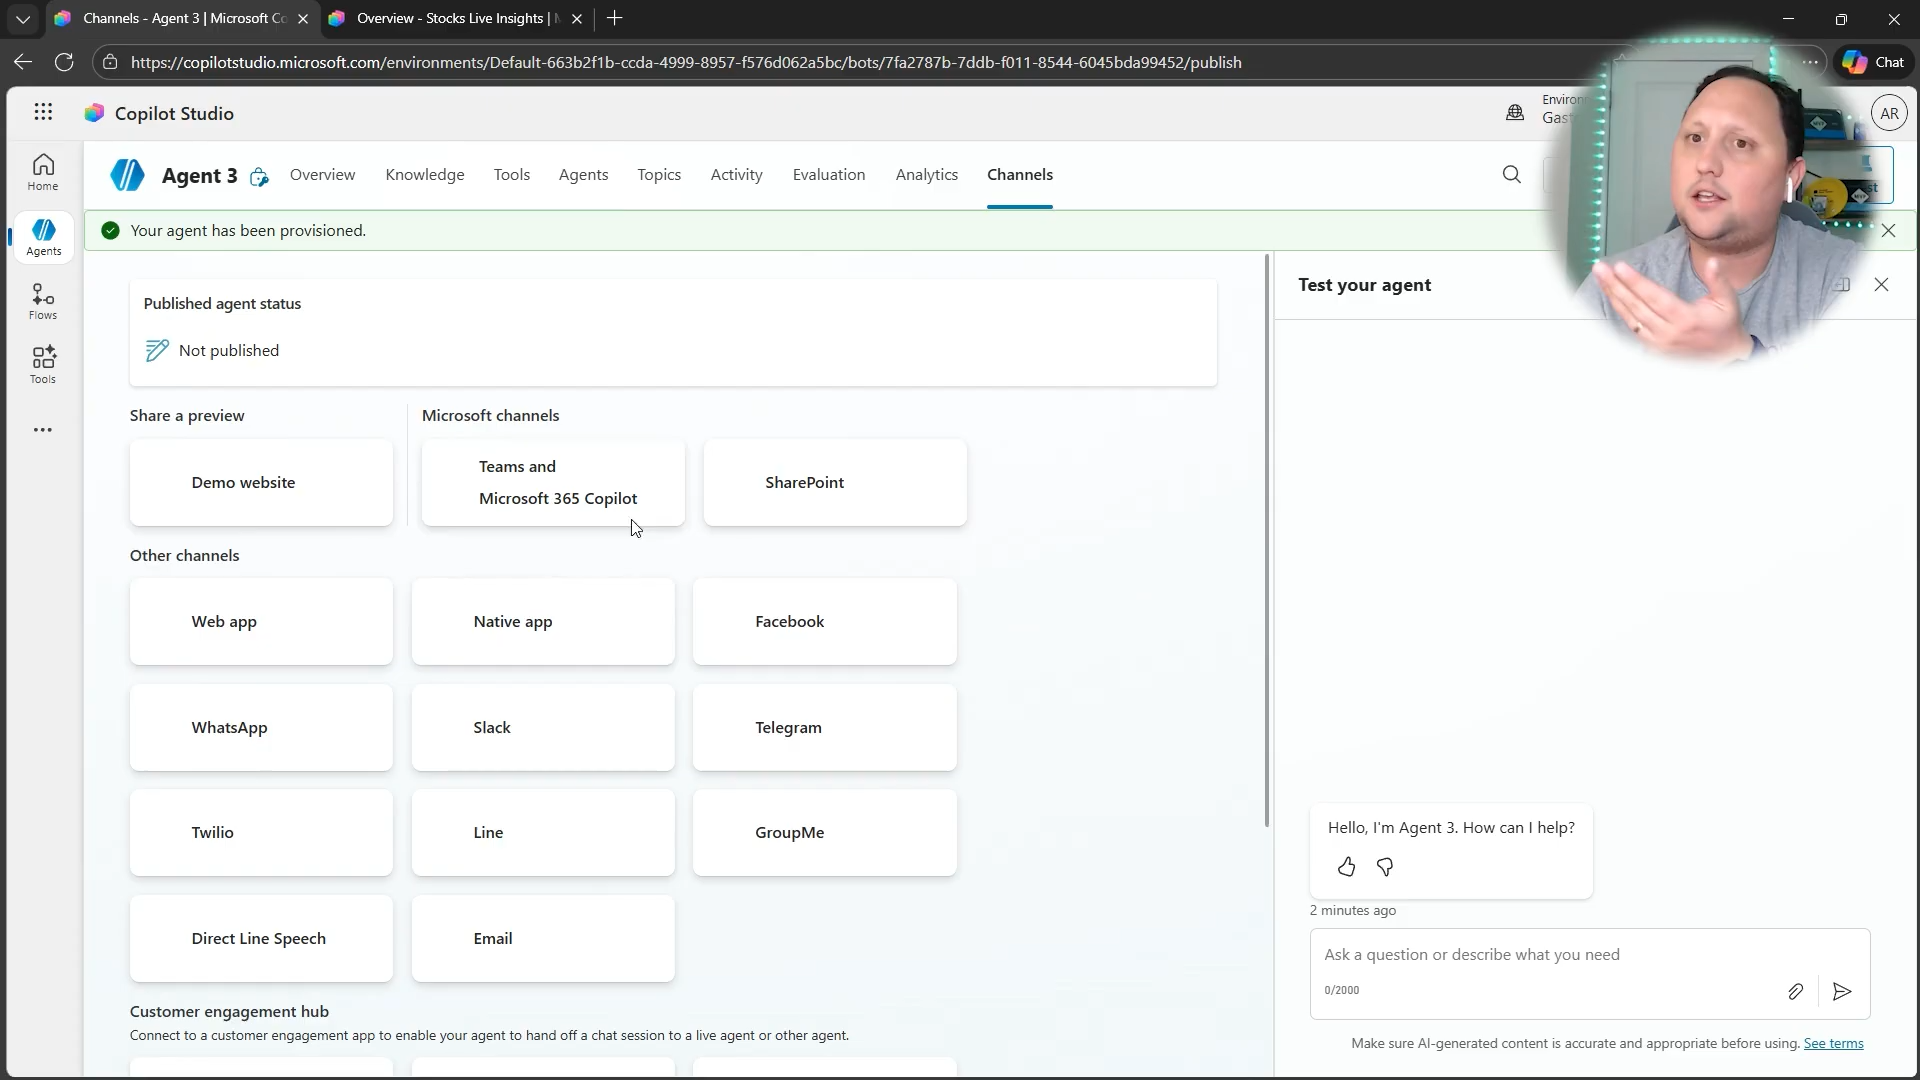 Channels - Agent 3 | Microsoft Co
Overview - Stocks Live Insights |
https://copilotstudio.microsoft.com/environments/Default-663b2f1b-ccda-4999-8957-f576d062a5bc/bots/7fa2787b-7ddb-f011-8544-6045bda99452/publish
Chat
Copilot Studio
AR
Home
Agents
Flows
Tools
Agent 3
Overview
Knowledge
Tools
Agents
Topics
Activity
Evaluation
Analytics
Channels
Your agent has been provisioned.
Published agent status
Not published
Share a preview
Microsoft channels
Demo website
Teams and
Microsoft 365 Copilot
SharePoint
Other channels
Web app
Native app
Facebook
WhatsApp
Slack
Telegram
Twilio
Line
GroupMe
Direct Line Speech
Email
Customer engagement hub
Connect to a customer engagement app to enable your agent to hand off a chat session to a live agent or other agent.
Test your agent
Hello, I'm Agent 3. How can I help?
2 minutes ago
Ask a question or describe what you need
0/2000
Make sure AI-generated content is accurate and appropriate before using. See terms